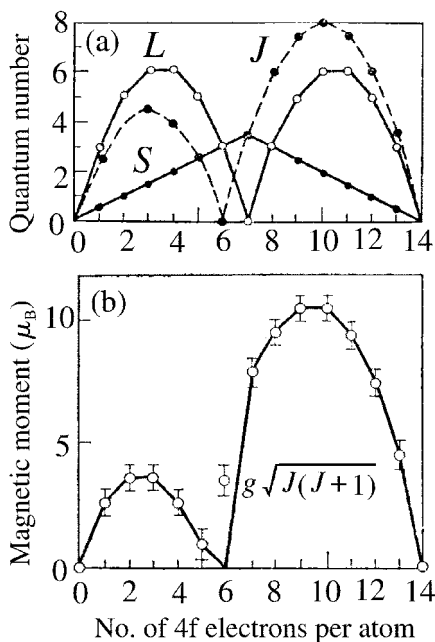 (a)
L
J
S
Quantum number
8
6
4
2
0
0 2 4 6 8 10 12 14
(b)
Magnetic moment (μB)
10
5
0
g√J(J+1)
0 2 4 6 8 10 12 14
No. of 4f electrons per atom